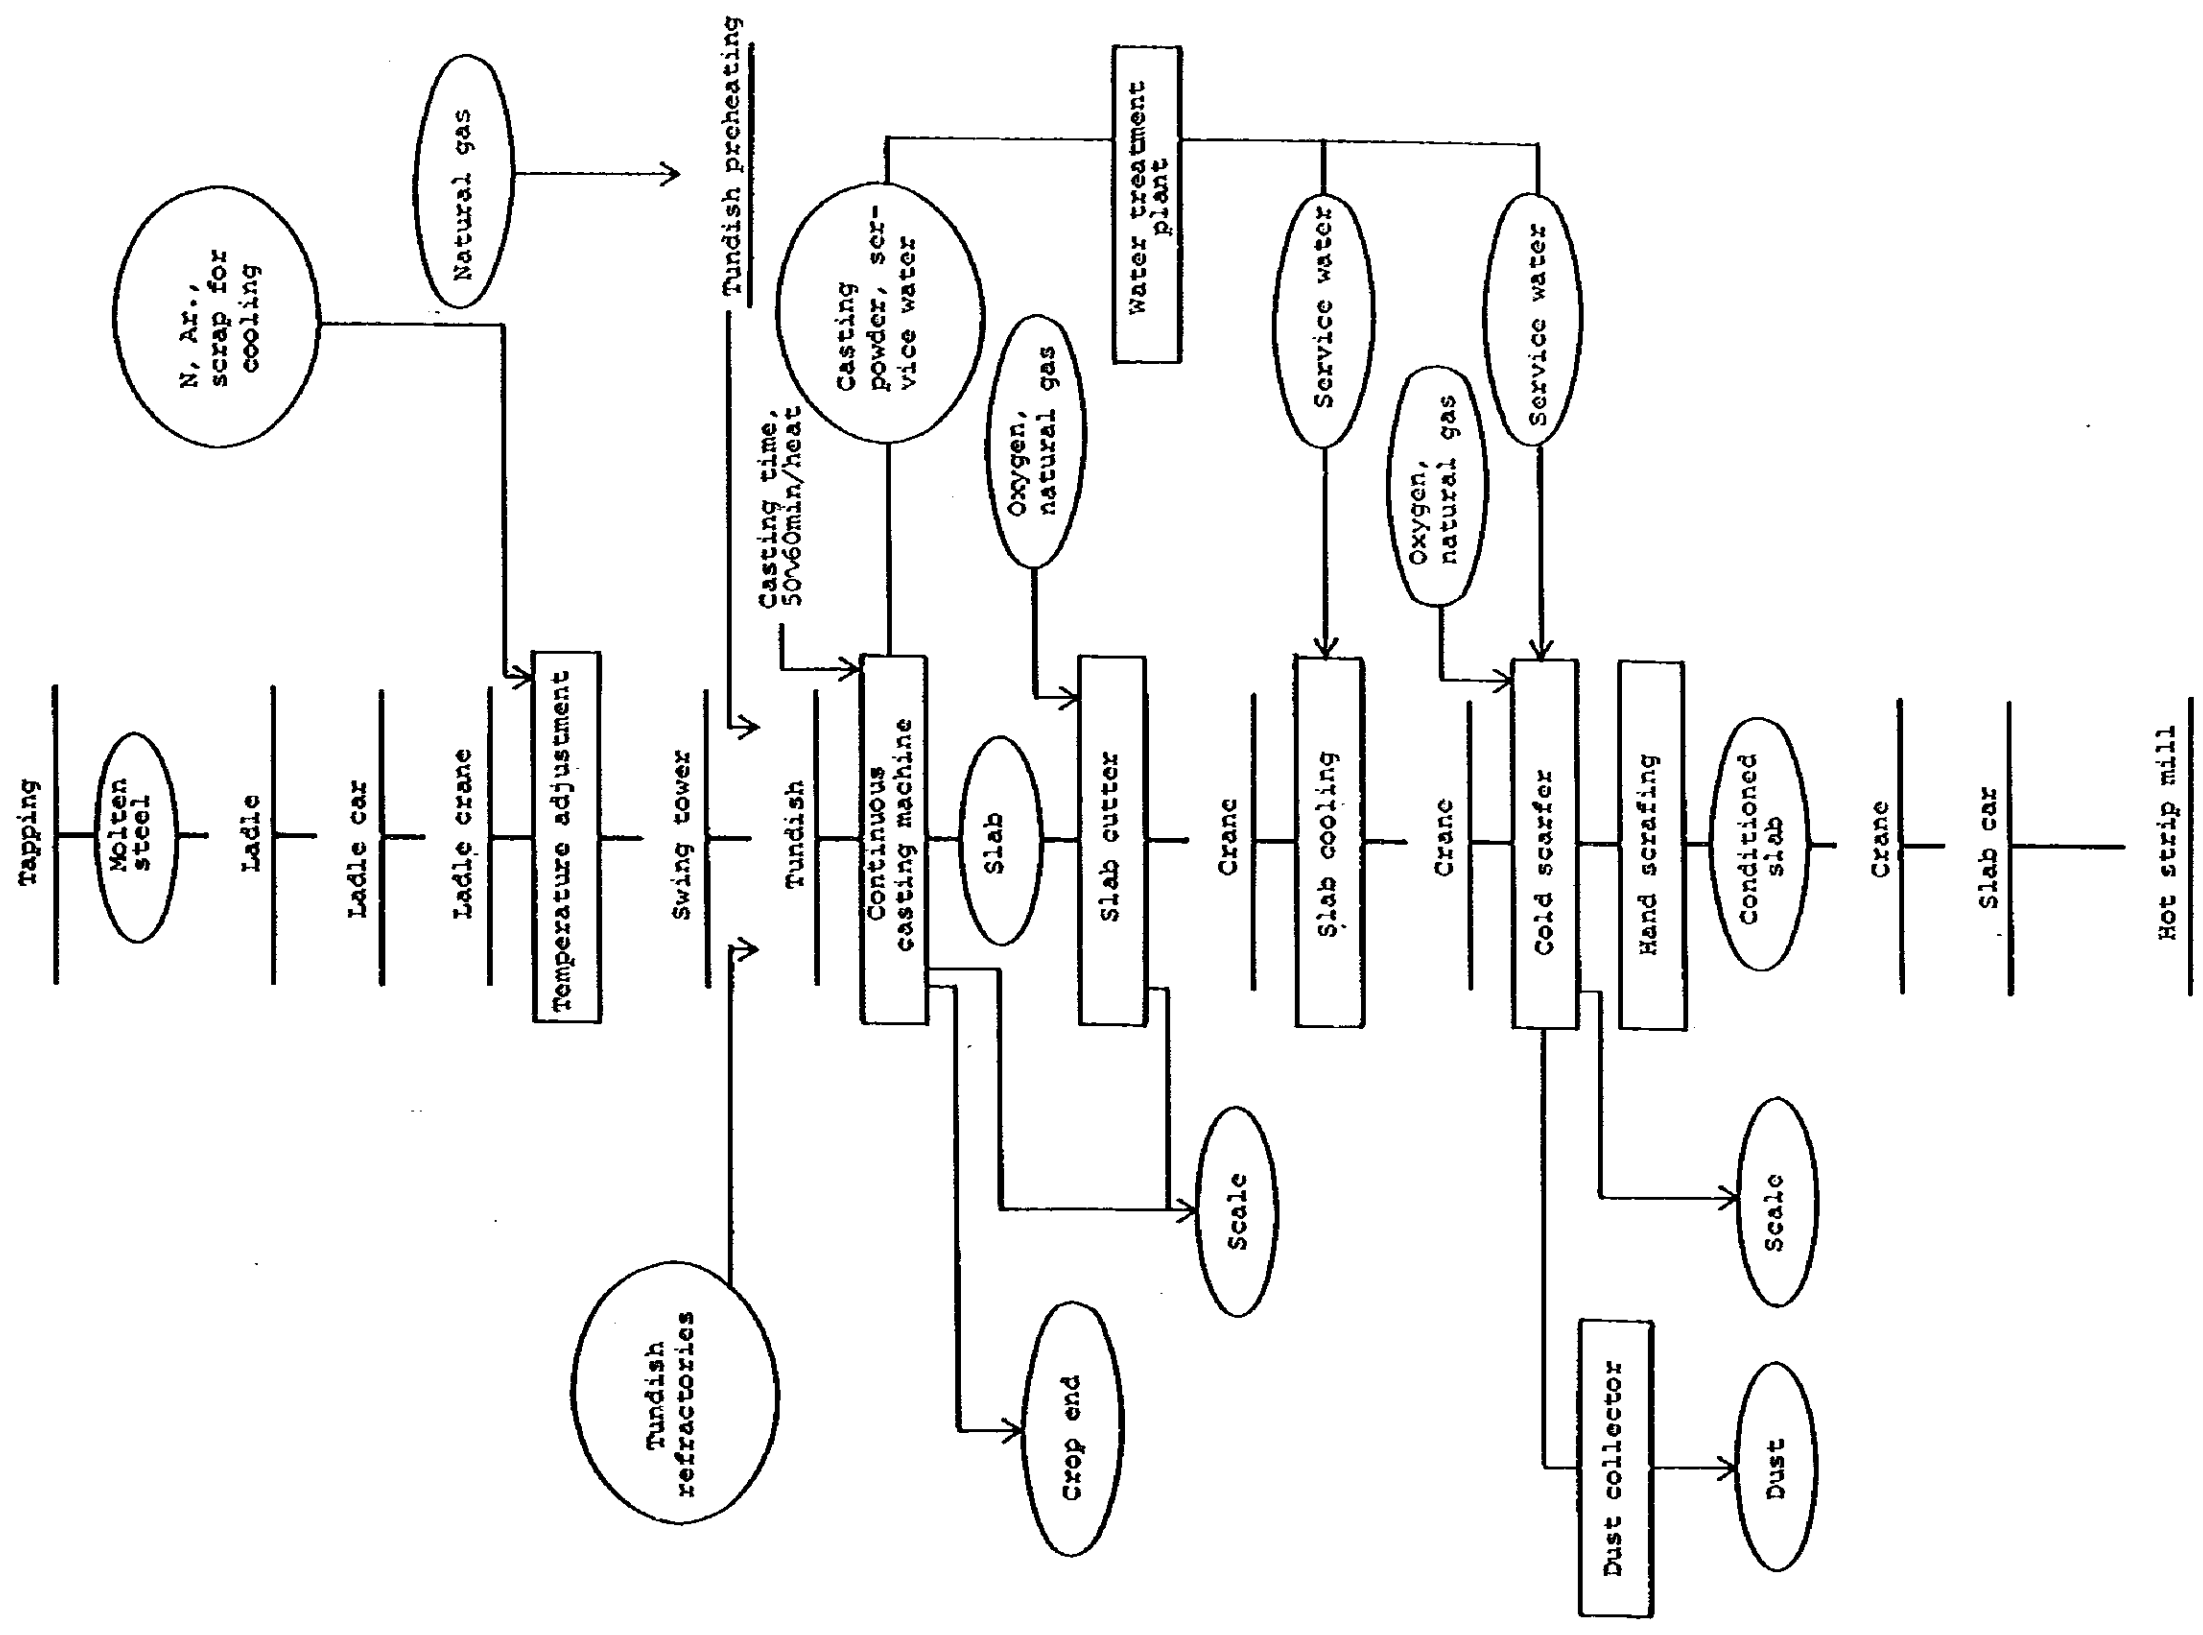 Tapping
Molten
steel
Ladle
Ladle car
Ladle crane
N, Ar.,
scrap for
cooling
Temperature adjustment
Natural gas
Tundish preheating
Swing tower
Tundish
refractories
Tundish
Casting time,
50~60min/heat
Casting
powder, ser-
vice water
Continuous
casting machine
Slab
Oxygen,
natural gas
Crop end
Slab cutter
Water treatment
plant
Scale
Crane
Service water
Slab cooling
Crane
Oxygen,
natural gas
Service water
Cold scarfer
Dust collector
Hand scrafing
Conditioned
slab
Scale
Dust
Crane
Slab car
Hot strip mill